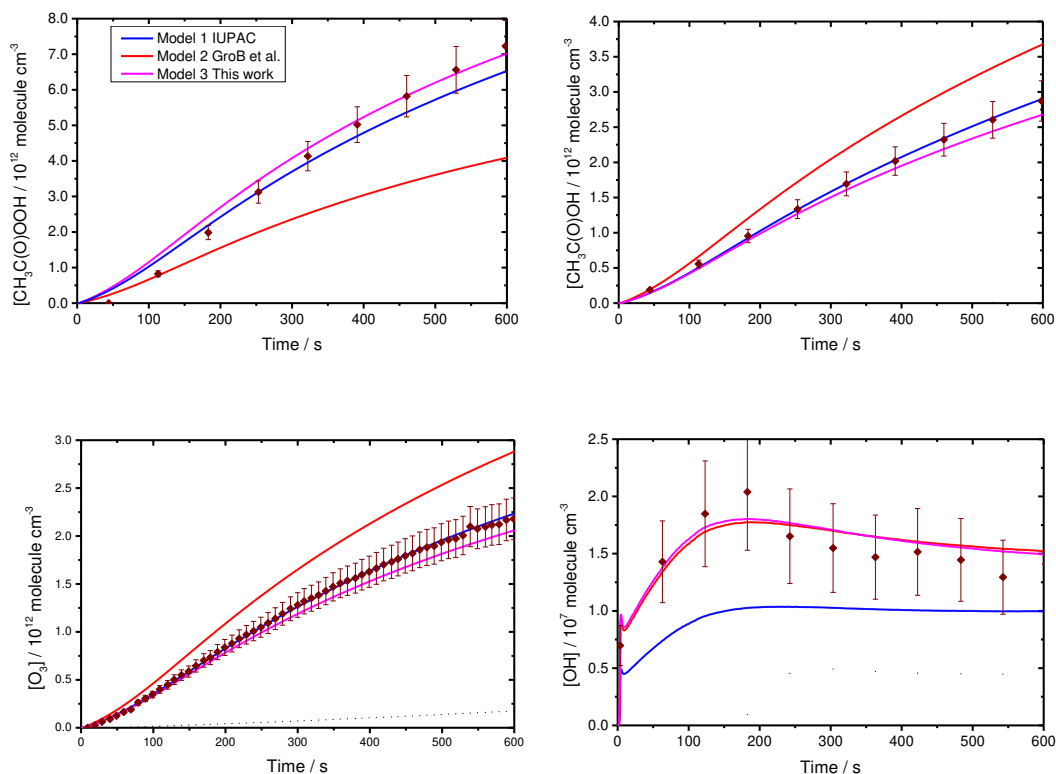 Model 1 IUPAC
Model 2 GroB et al.
Model 3 This work
[CH3C(O)OOH / 10^12 molecule cm^-3
8.0
7.0
6.0
5.0
4.0
3.0
2.0
1.0
0.0
0 100 200 300 400 500 600
Time / s
[CH3C(O)OH / 10^12 molecule cm^-3
4.0
3.5
3.0
2.5
2.0
1.5
1.0
0.5
0.0
0 100 200 300 400 500 600
Time / s
[O3] / 10^12 molecule cm^-3
3.0
2.5
2.0
1.5
1.0
0.5
0.0
0 100 200 300 400 500 600
Time / s
[OH] / 10^7 molecule cm^-3
2.5
2.0
1.5
1.0
0.5
0.0
0 100 200 300 400 500 600
Time / s